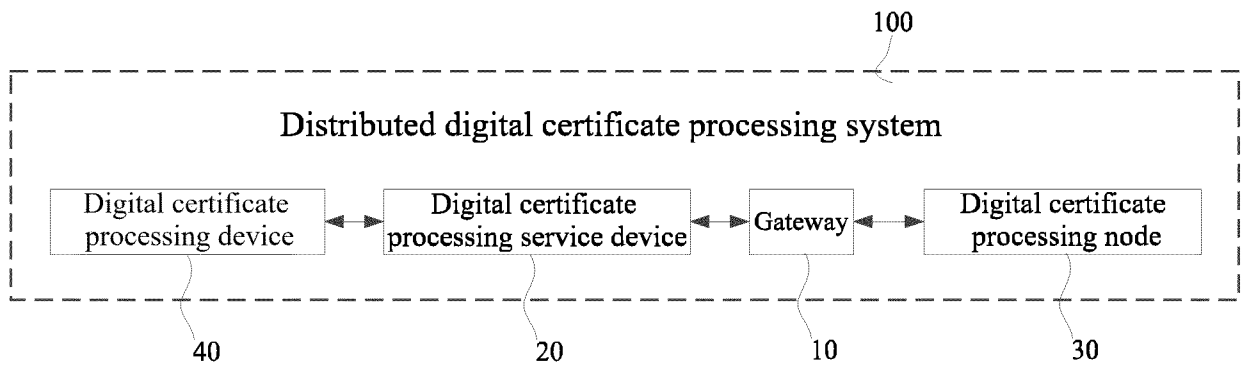 100
Distributed digital certificate processing system
Digital certificate
processing device
Digital certificate
processing service device
Gateway
Digital certificate
processing node
40
20
10
30